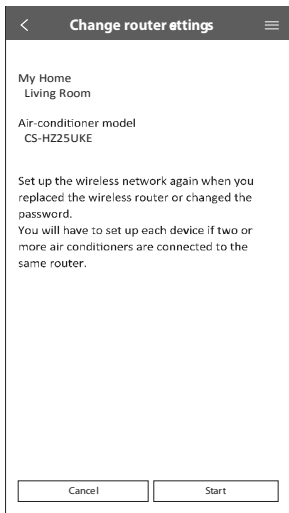 Change router settings
My Home
Living Room
Air-conditioner model
CS-HZ25UKE
Set up the wireless network again when you
replaced the wireless router or changed the
password.
You will have to set up each device if two or
more air conditioners are connected to the
same router.
Cancel
Start